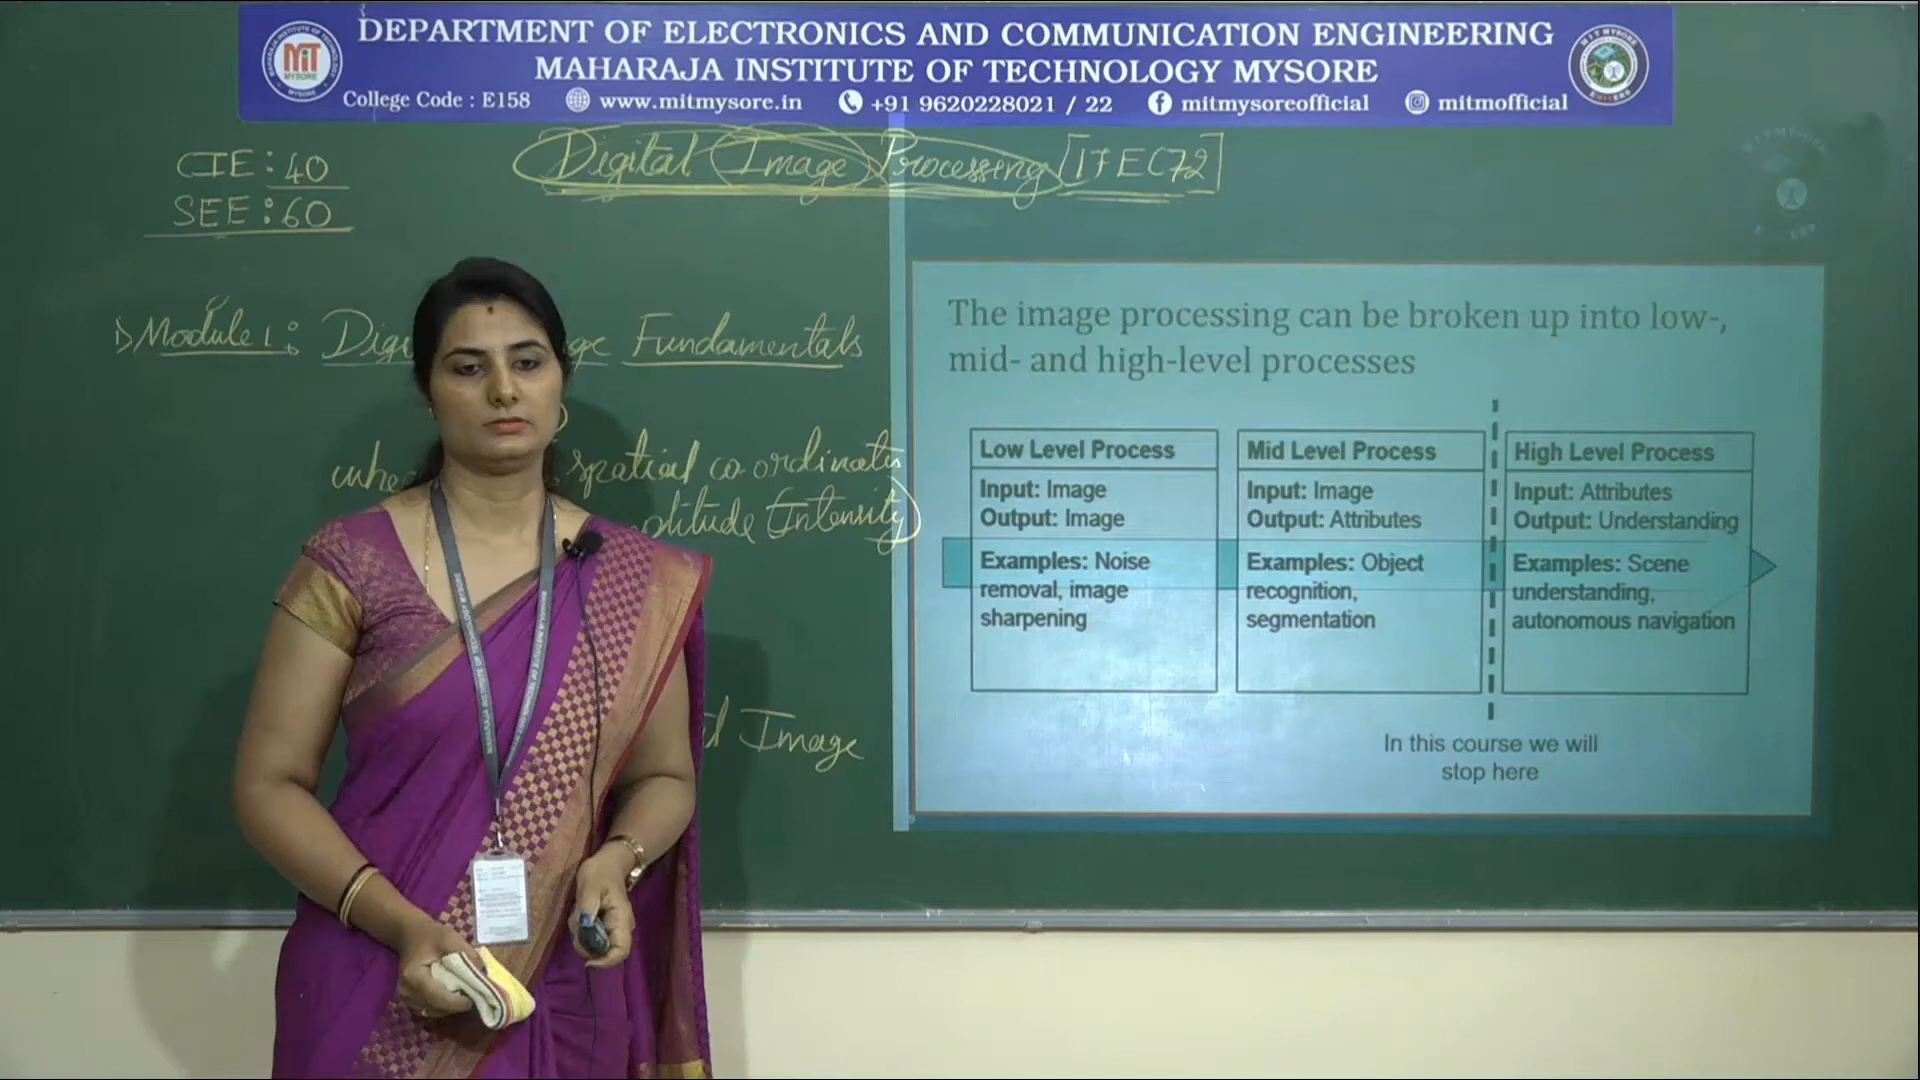 DEPARTMENT OF ELECTRONICS AND COMMUNICATION ENGINEERING
MAHARAJA INSTITUTE OF TECHNOLOGY MYSORE
College Code : E158 www.mitmysore.in +91 9620228021 / 22 mitmysoreofficial mitmofficial
MIT
MYSORE
CIE: 40
SEE: 60
Digital Image Processing [17EC72]
1) Module 1: Fundamentals
spatial co-ordinates
(Intensity)
Image
The image processing can be broken up into low-,
mid- and high-level processes
Low Level Process
Input: Image
Output: Image
Examples: Noise
removal, image
sharpening
Mid Level Process
Input: Image
Output: Attributes
Examples: Object
recognition,
segmentation
High Level Process
Input: Attributes
Output: Understanding
Examples: Scene
understanding,
autonomous navigation
In this course we will
stop here